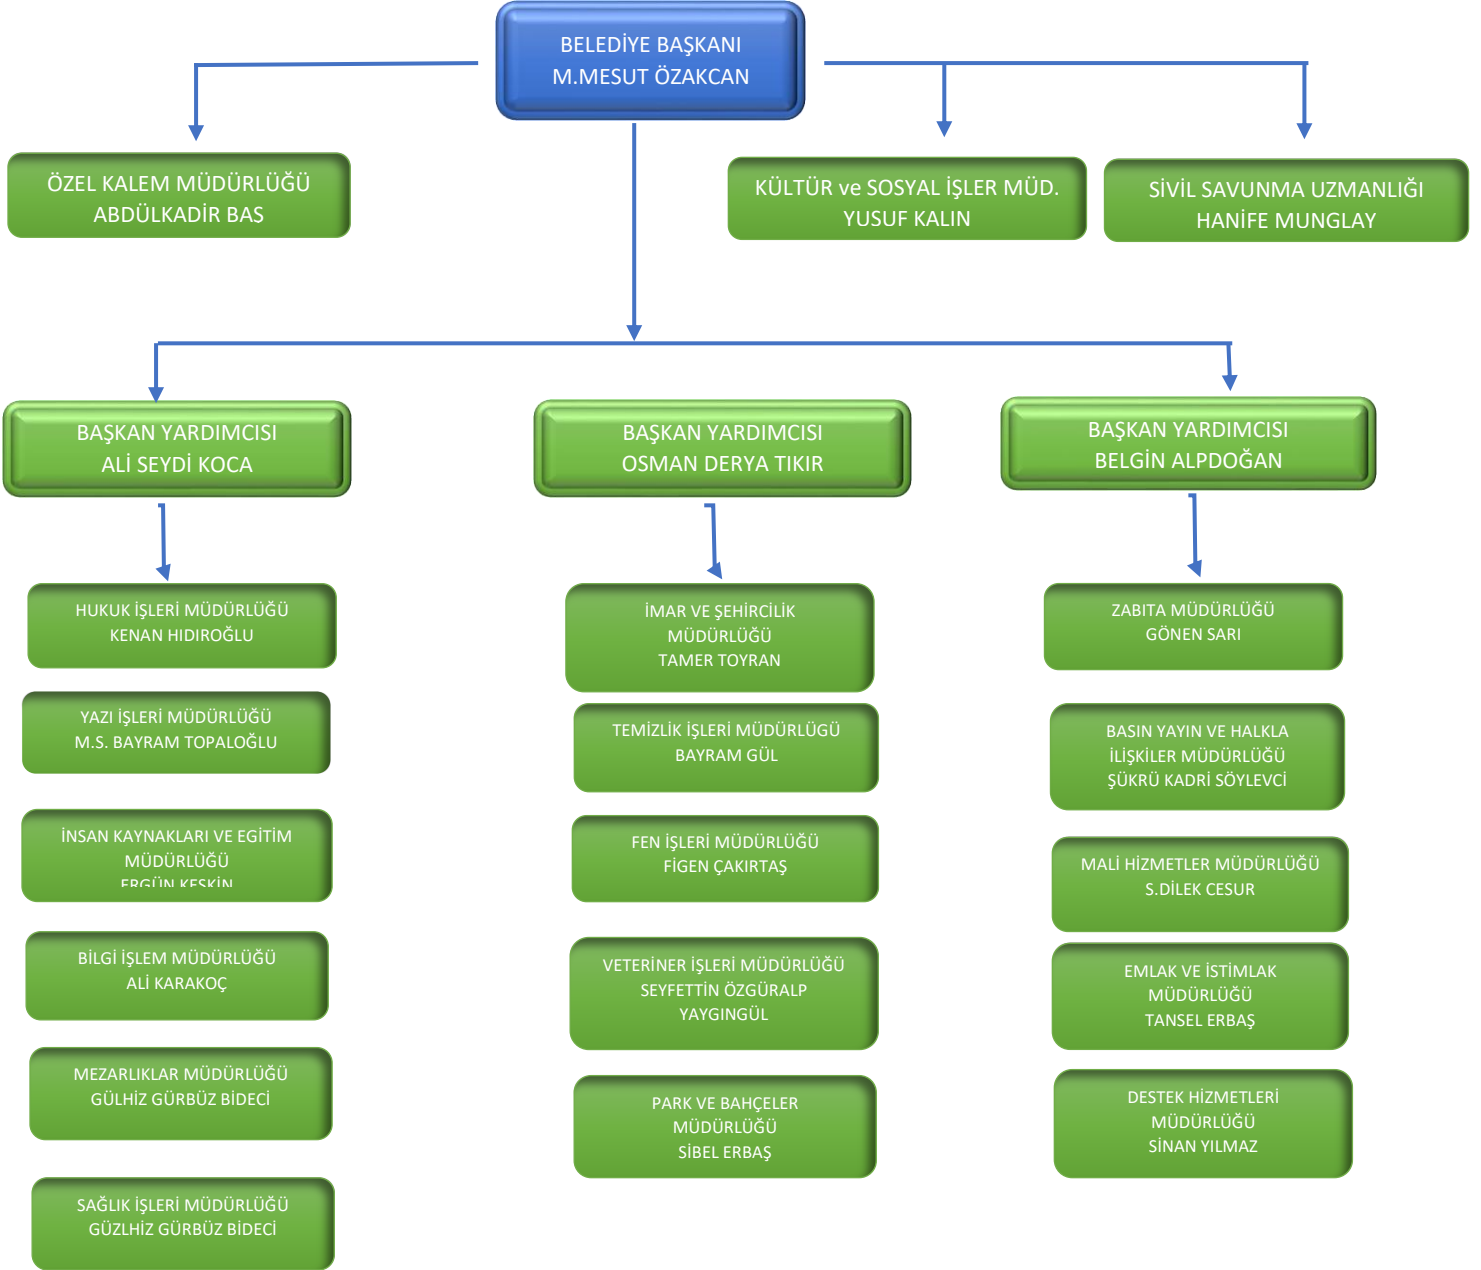 BELEDİYE BAŞKANI
M.MESUT ÖZAKCAN
ÖZEL KALEM MÜDÜRLÜĞÜ
ABDÜLKADİR BAS
KÜLTÜR ve SOSYAL İŞLER MÜD.
YUSUF KALIN
SİVİL SAVUNMA UZMANLIĞI
HANİFE MUNGLAY
BAŞKAN YARDIMCISI
ALİ SEYDİ KOCA
BAŞKAN YARDIMCISI
OSMAN DERYA TIKIR
BAŞKAN YARDIMCISI
BELGİN ALPDOĞAN
HUKUK İŞLERİ MÜDÜRLÜĞÜ
KENAN HIDIROĞLU
YAZI İŞLERİ MÜDÜRLÜĞÜ
M.S. BAYRAM TOPALOĞLU
İNSAN KAYNAKLARI VE EGİTİM
MÜDÜRLÜĞÜ
ERGÜN KESKİN
BİLGİ İŞLEM MÜDÜRLÜĞÜ
ALİ KARAKOÇ
MEZARLIKLAR MÜDÜRLÜĞÜ
GÜLHİZ GÜRBÜZ BİDECİ
SAĞLIK İŞLERİ MÜDÜRLÜĞÜ
GÜZLHİZ GÜRBÜZ BİDECİ
İMAR VE ŞEHİRCİLİK
MÜDÜRLÜĞÜ
TAMER TOYRAN
TEMİZLİK İŞLERİ MÜDÜRLÜGÜ
BAYRAM GÜL
FEN İŞLERİ MÜDÜRLÜĞÜ
FİGEN ÇAKIRTAŞ
VETERİNER İŞLERİ MÜDÜRLÜĞÜ
SEYFETTİN ÖZGÜRALP
YAYGINGÜL
PARK VE BAHÇELER
MÜDÜRLÜĞÜ
SİBEL ERBAŞ
ZABITA MÜDÜRLÜĞÜ
GÖNEN SARI
BASIN YAYIN VE HALKLA
İLİŞKİLER MÜDÜRLÜĞÜ
ŞÜKRÜ KADRİ SÖYLEVCİ
MALİ HİZMETLER MÜDÜRLÜĞÜ
S.DİLEK CESUR
EMLAK VE İSTİMLAK
MÜDÜRLÜĞÜ
TANSEL ERBAŞ
DESTEK HİZMETLERİ
MÜDÜRLÜĞÜ
SİNAN YILMAZ